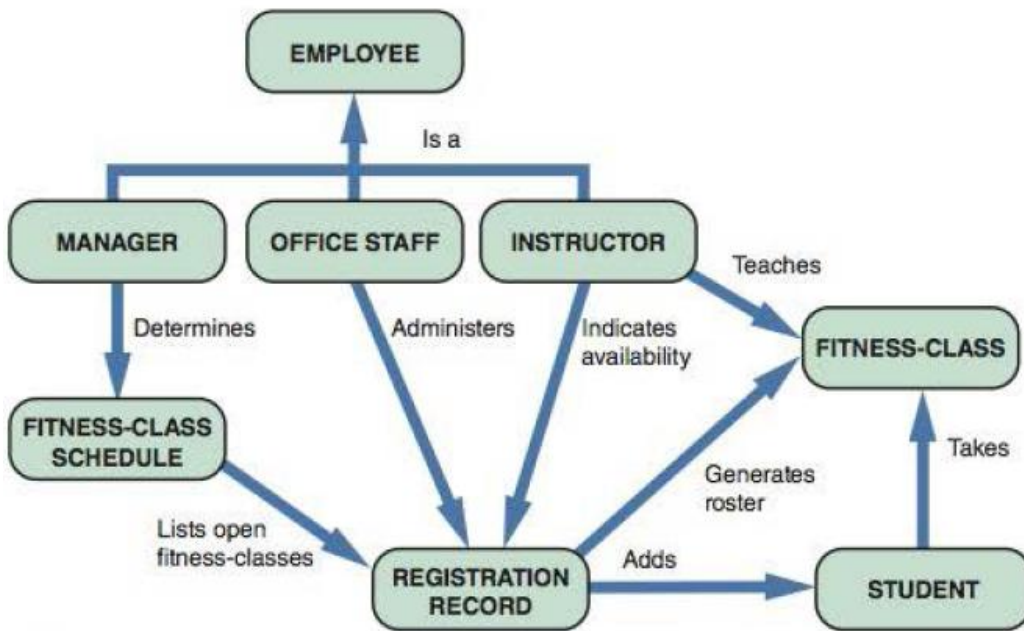 EMPLOYEE
Is a
MANAGER
OFFICE STAFF
INSTRUCTOR
Teaches
Determines
Administers
Indicates
availability
FITNESS-CLASS
FITNESS-CLASS
SCHEDULE
Takes
Generates
roster
Lists open
fitness-classes
Adds
REGISTRATION
RECORD
STUDENT